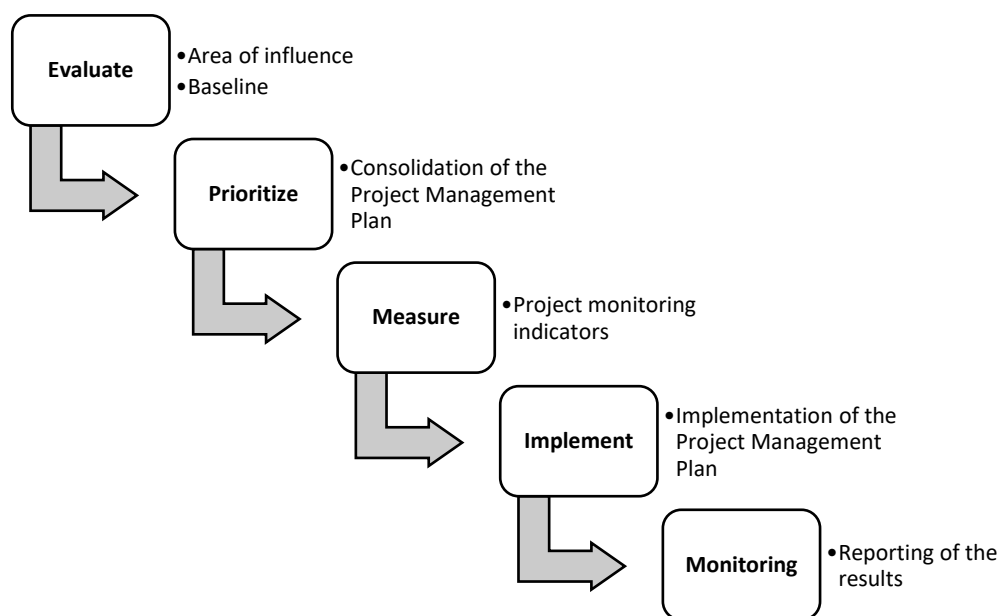 Evaluate
•Area of influence
•Baseline
Prioritize
•Consolidation of the
Project Management
Plan
Measure
•Project monitoring
indicators
Implement
•Implementation of the
Project Management
Plan
Monitoring
•Reporting of the
results